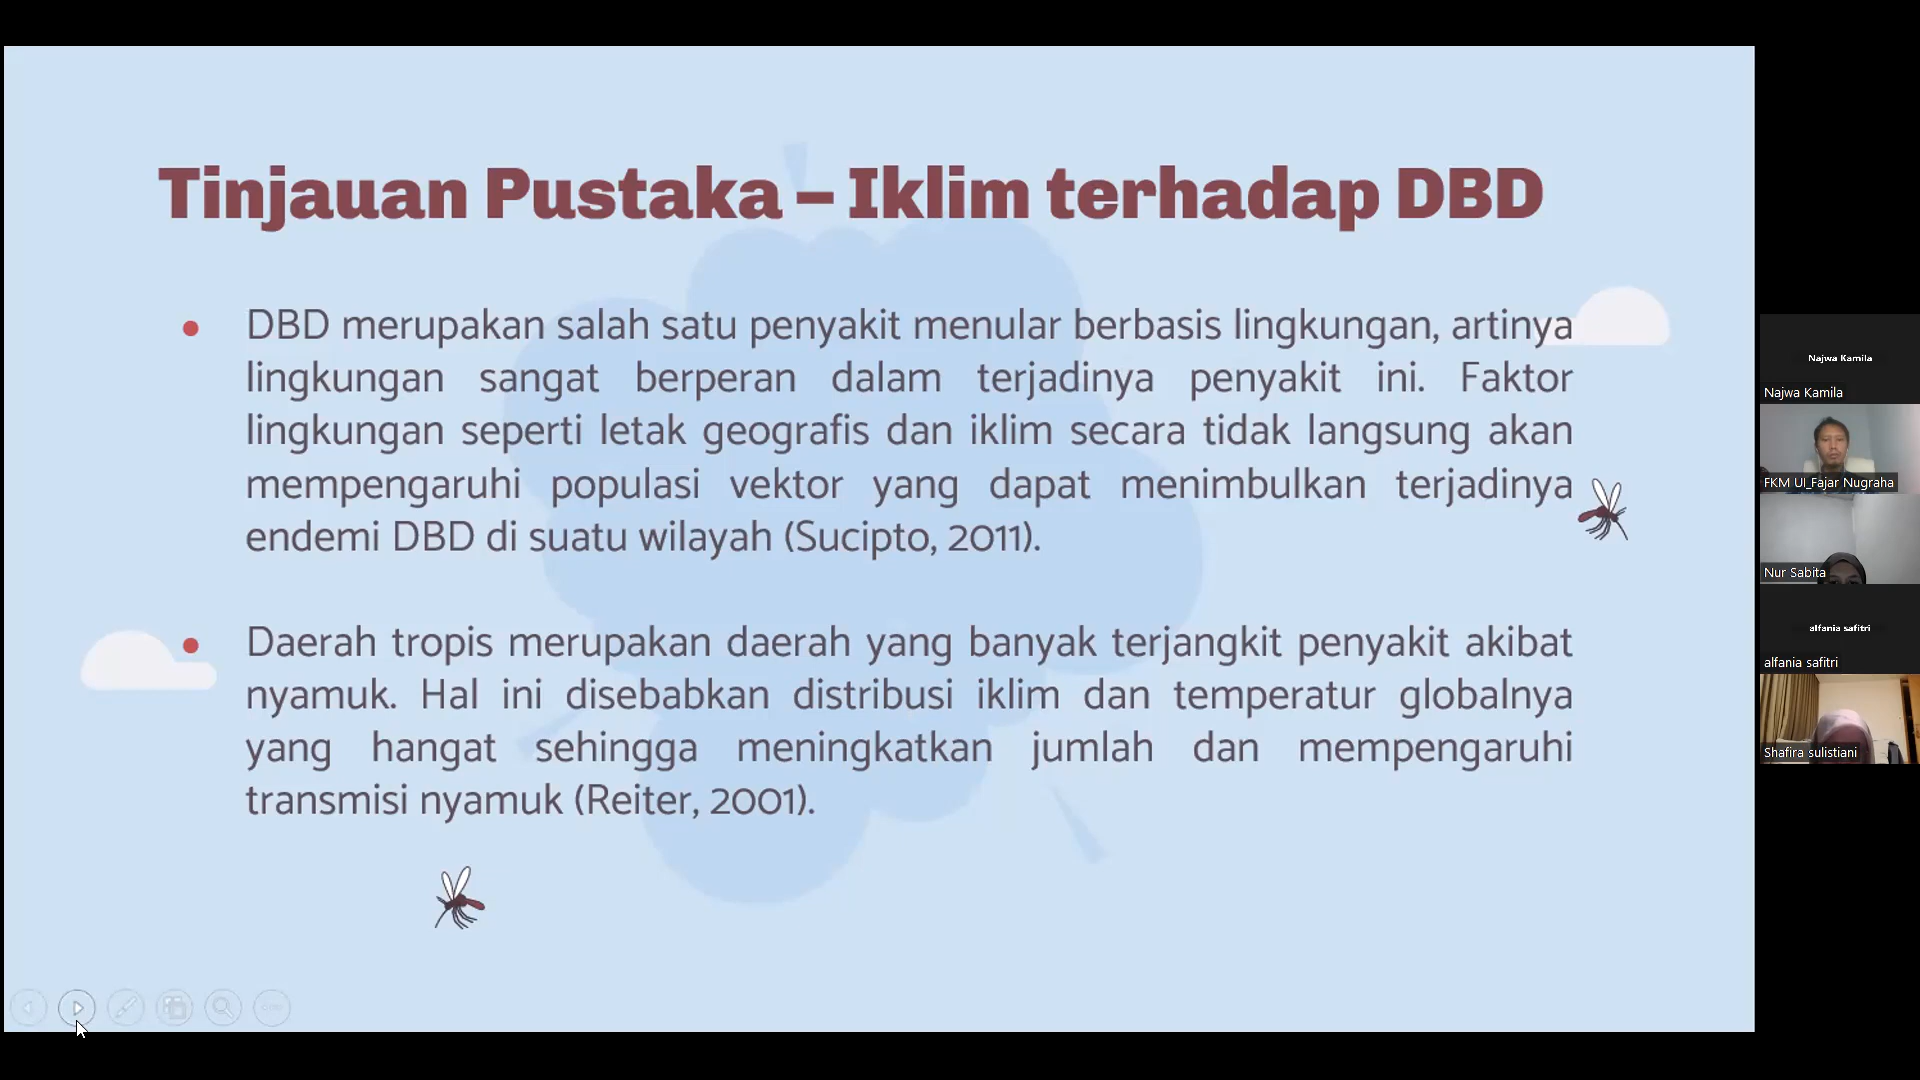 Tinjauan Pustaka – Iklim terhadap DBD
DBD merupakan salah satu penyakit menular berbasis lingkungan, artinya
lingkungan sangat berperan dalam terjadinya penyakit ini. Faktor
lingkungan seperti letak geografis dan iklim secara tidak langsung akan
mempengaruhi populasi vektor yang dapat menimbulkan terjadinya
endemi DBD di suatu wilayah (Sucipto, 2011).
Daerah tropis merupakan daerah yang banyak terjangkit penyakit akibat
nyamuk. Hal ini disebabkan distribusi iklim dan temperatur globalnya
yang hangat sehingga meningkatkan jumlah dan mempengaruhi
transmisi nyamuk (Reiter, 2001).
Najwa Kamila
Najwa Kamila
FKM UI_Fajar Nugraha
Nur Sabita
alfania safitri
alfania safitri
Shafira sulistiani